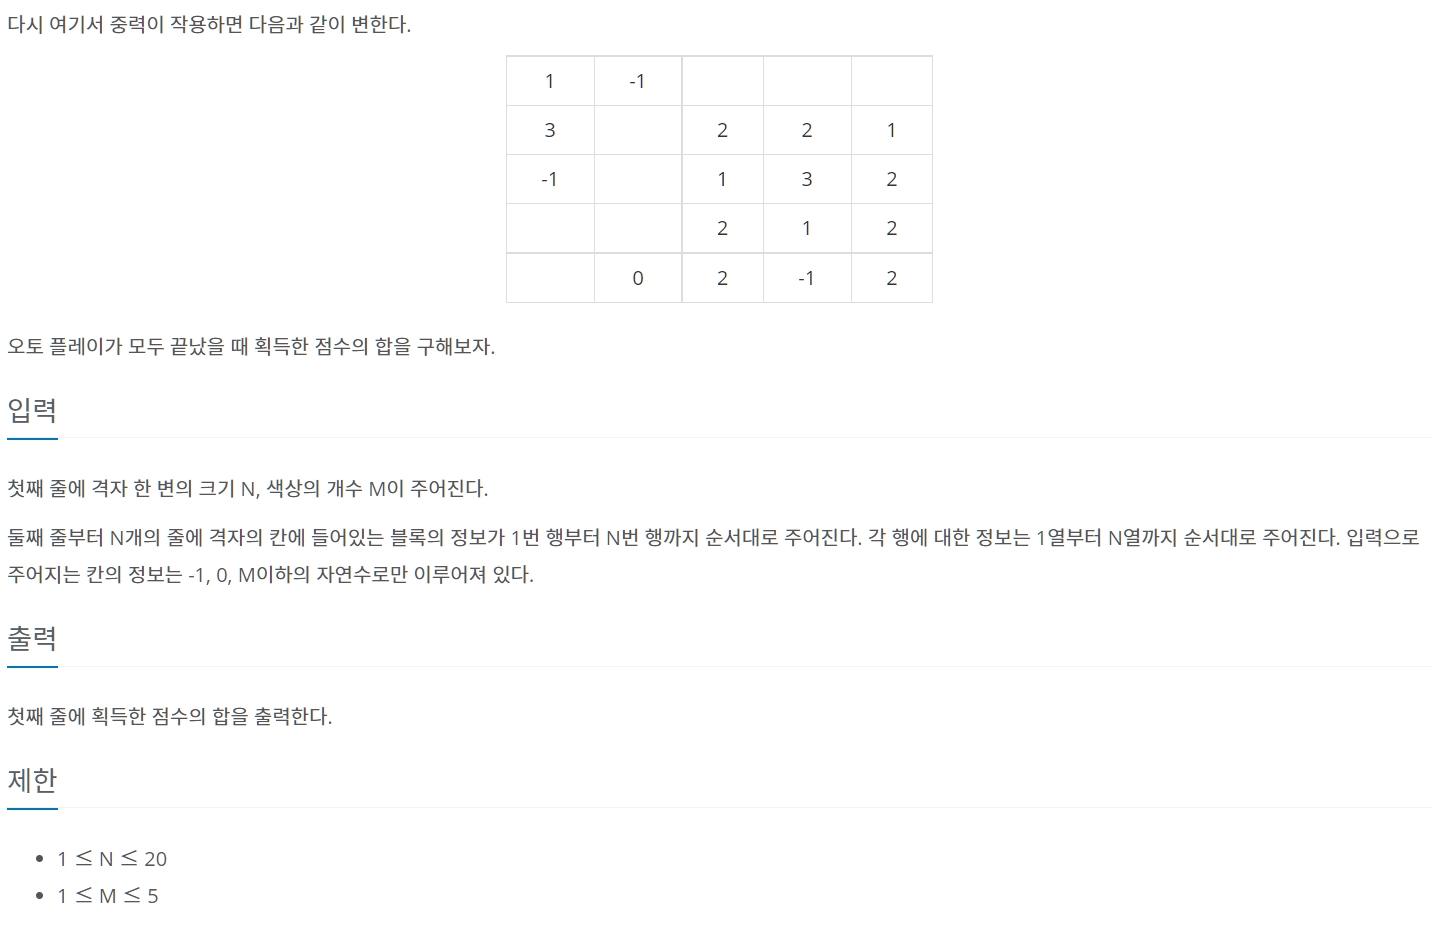 다시 여기서 중력이 작용하면 다음과 같이 변한다.
1 -1
3 2 2 1
-1 1 3 2
2 1 2
0 2 -1 2
오토 플레이가 모두 끝났을 때 획득한 점수의 합을 구해보자.
입력
첫째 줄에 격자 한 변의 크기 N, 색상의 개수 M이 주어진다.
둘째 줄부터 N개의 줄에 격자의 칸에 들어있는 블록의 정보가 1번 행부터 N번 행까지 순서대로 주어진다. 각 행에 대한 정보는 1열부터 N열까지 순서대로 주어진다. 입력으로
주어지는 칸의 정보는 -1, 0, M이하의 자연수로만 이루어져 있다.
출력
첫째 줄에 획득한 점수의 합을 출력한다.
제한
• 1 ≤ N ≤ 20
• 1 ≤ M ≤ 5